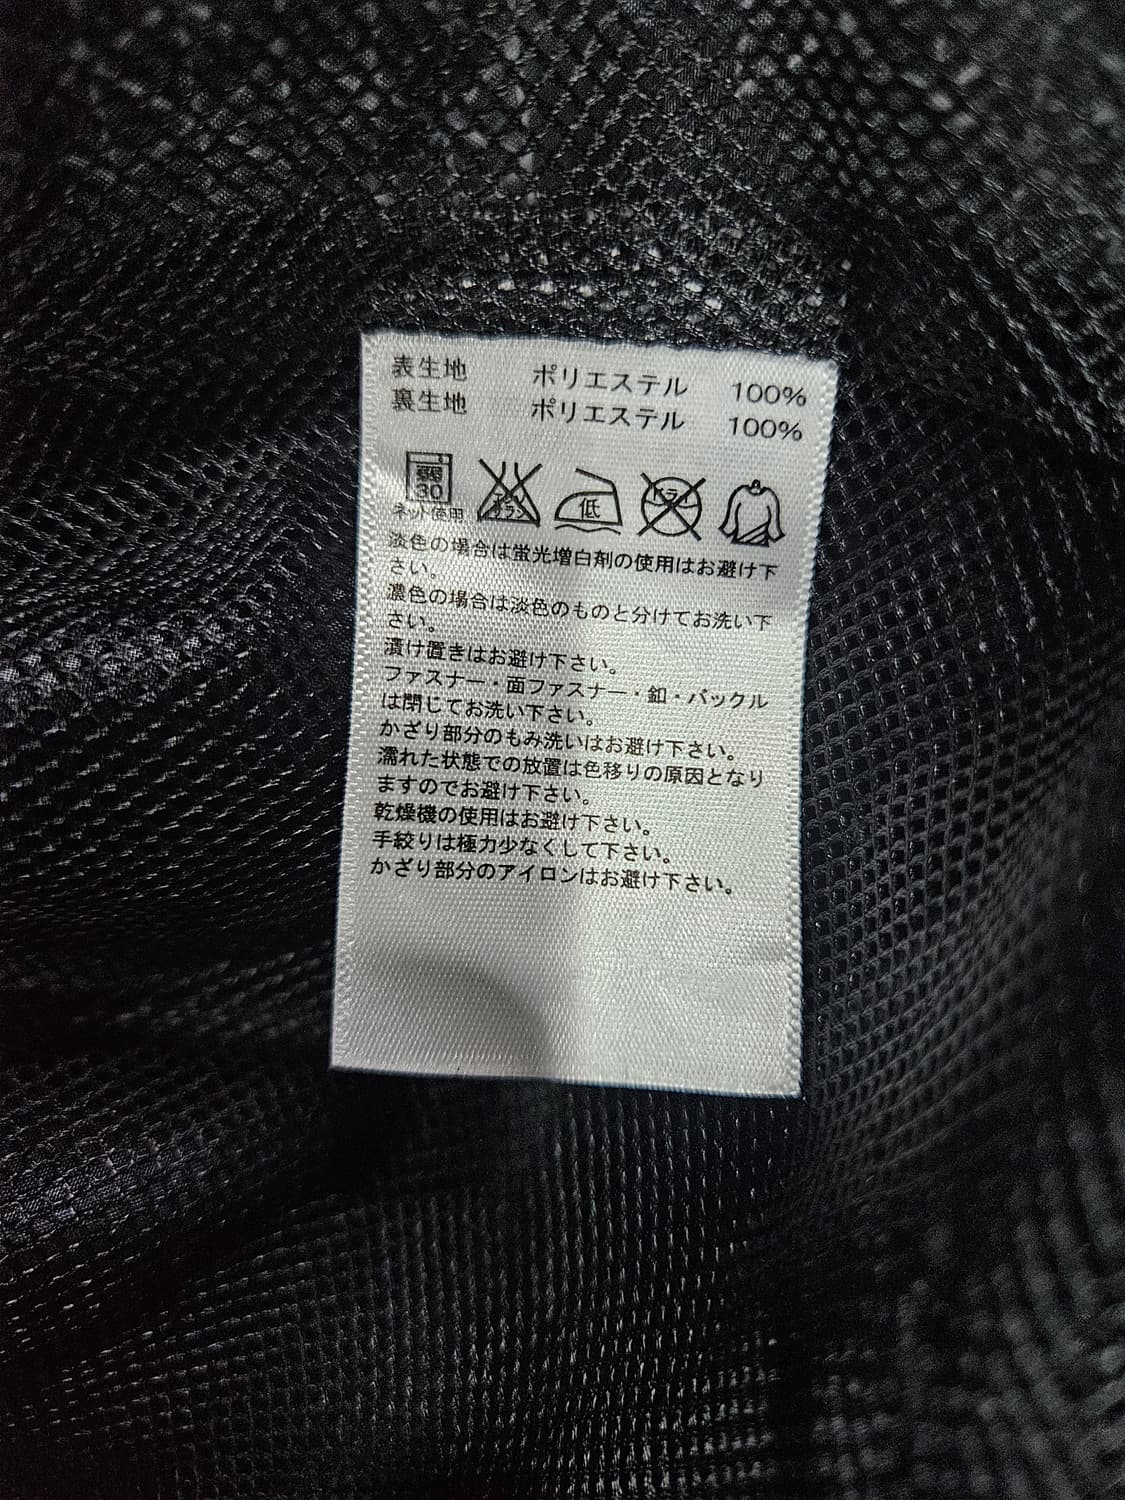 表生地 ポリエステル 100%
裏生地 ポリエステル 100%
弱
30
ネット使用
エンソ
サラシ
低
ドライ
淡色の場合は蛍光増白剤の使用はお避け下
さい。
濃色の場合は淡色のものと分けてお洗い下
さい。
漬け置きはお避け下さい。
ファスナー・面ファスナー・釦・バックル
は閉じてお洗い下さい。
かざり部分のもみ洗いはお避け下さい。
濡れた状態での放置は色移りの原因となり
ますのでお避け下さい。
乾燥機の使用はお避け下さい。
手絞りは極力少なくして下さい。
かざり部分のアイロンはお避け下さい。